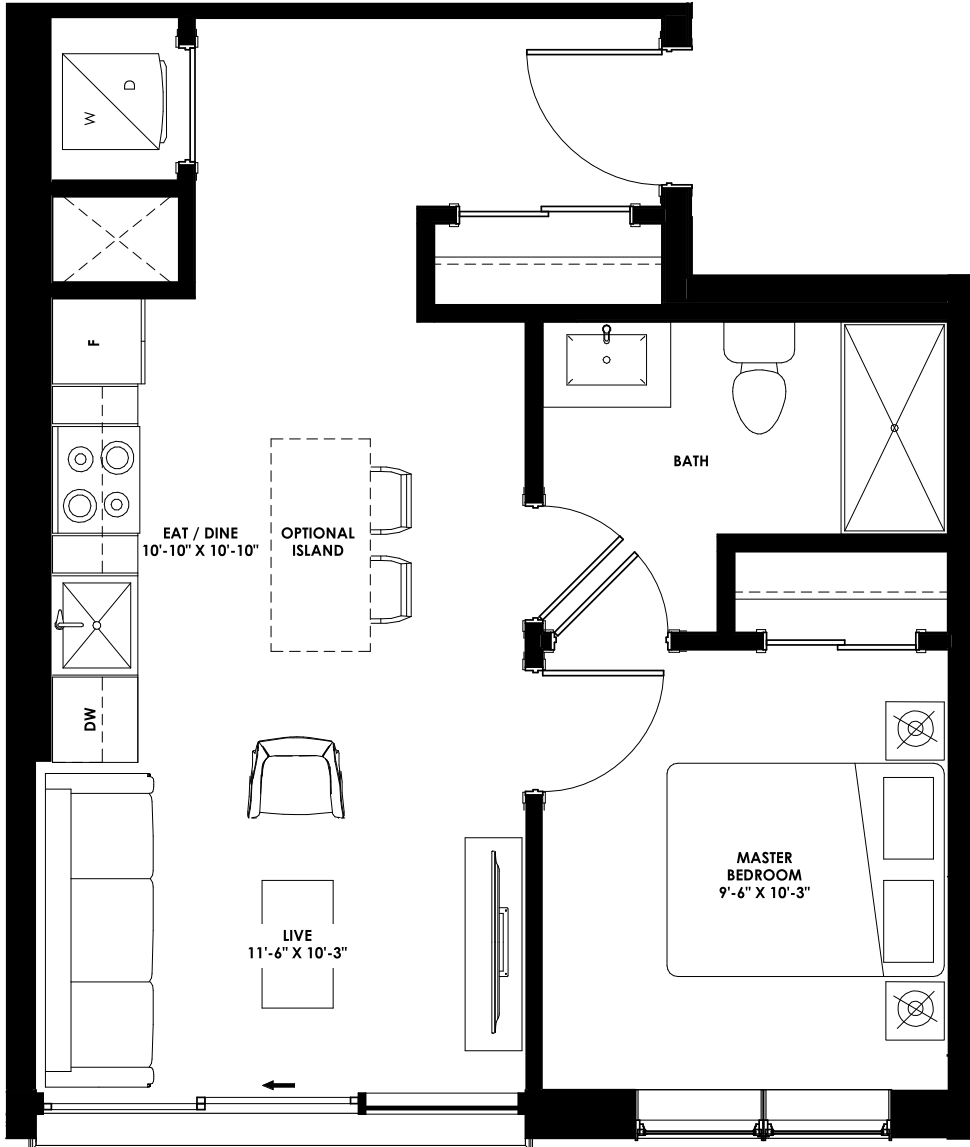 D
W
F
BATH
EAT / DINE
10'-10" X 10'-10"
OPTIONAL
ISLAND
DW
MASTER
BEDROOM
9'-6" X 10'-3"
LIVE
11'-6" X 10'-3"